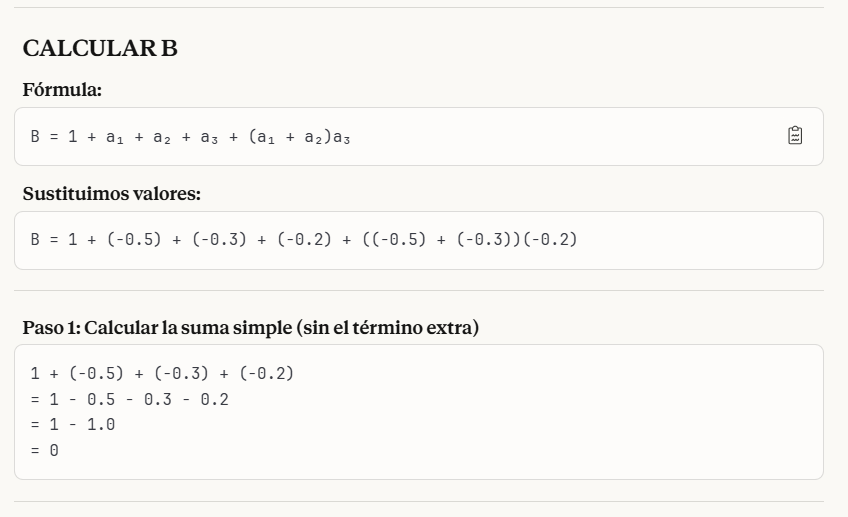 CALCULAR B
Fórmula:
B = 1 + a₁ + a₂ + a₃ + (a₁ + a₂)a₃
Sustituimos valores:
B = 1 + (-0.5) + (-0.3) + (-0.2) + ((-0.5) + (-0.3))(-0.2)
Paso 1: Calcular la suma simple (sin el término extra)
1 + (-0.5) + (-0.3) + (-0.2)
= 1 - 0.5 - 0.3 - 0.2
= 1 - 1.0
= 0